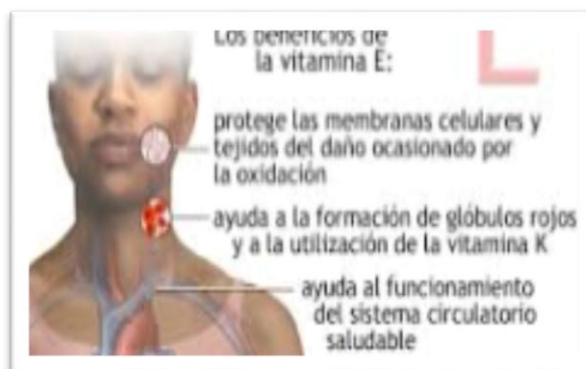 Los beneficios de
la vitamina E:
E
protege las membranas celulares y
tejidos del daño ocasionado por
la oxidación
ayuda a la formación de glóbulos rojos
y a la utilización de la vitamina K
ayuda al funcionamiento
del sistema circulatorio
saludable